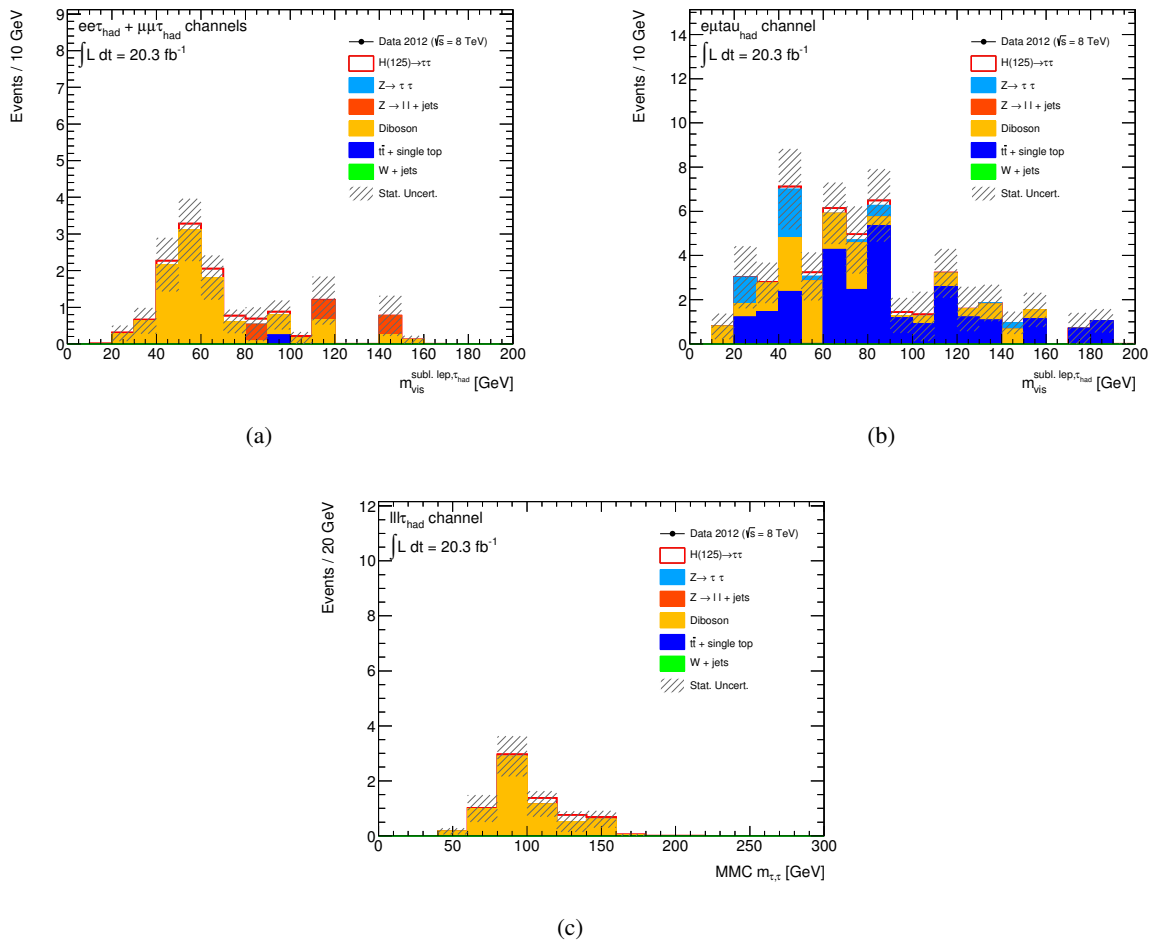 eeτhad + μμτhad channels
∫L dt = 20.3 fb-1
Data 2012 (√s = 8 TeV)
H(125)→ττ
Z→ τ τ
Z → l l + jets
Diboson
tt̄ + single top
W + jets
Stat. Uncert.
Events / 10 GeV
9
8
7
6
5
4
3
2
1
0
0 20 40 60 80 100 120 140 160 180 200
mvis subl. lep,τhad [GeV]
(a)
eμtauhad channel
∫L dt = 20.3 fb-1
Data 2012 (√s = 8 TeV)
H(125)→ττ
Z→ τ τ
Z → l l + jets
Diboson
tt̄ + single top
W + jets
Stat. Uncert.
Events / 10 GeV
14
12
10
8
6
4
2
0
0 20 40 60 80 100 120 140 160 180 200
mvis subl. lep,τhad [GeV]
(b)
lllτhad channel
∫L dt = 20.3 fb-1
Data 2012 (√s = 8 TeV)
H(125)→ττ
Z→ τ τ
Z → l l + jets
Diboson
tt̄ + single top
W + jets
Stat. Uncert.
Events / 20 GeV
12
10
8
6
4
2
0
0 50 100 150 200 250 300
MMC mτ,τ [GeV]
(c)